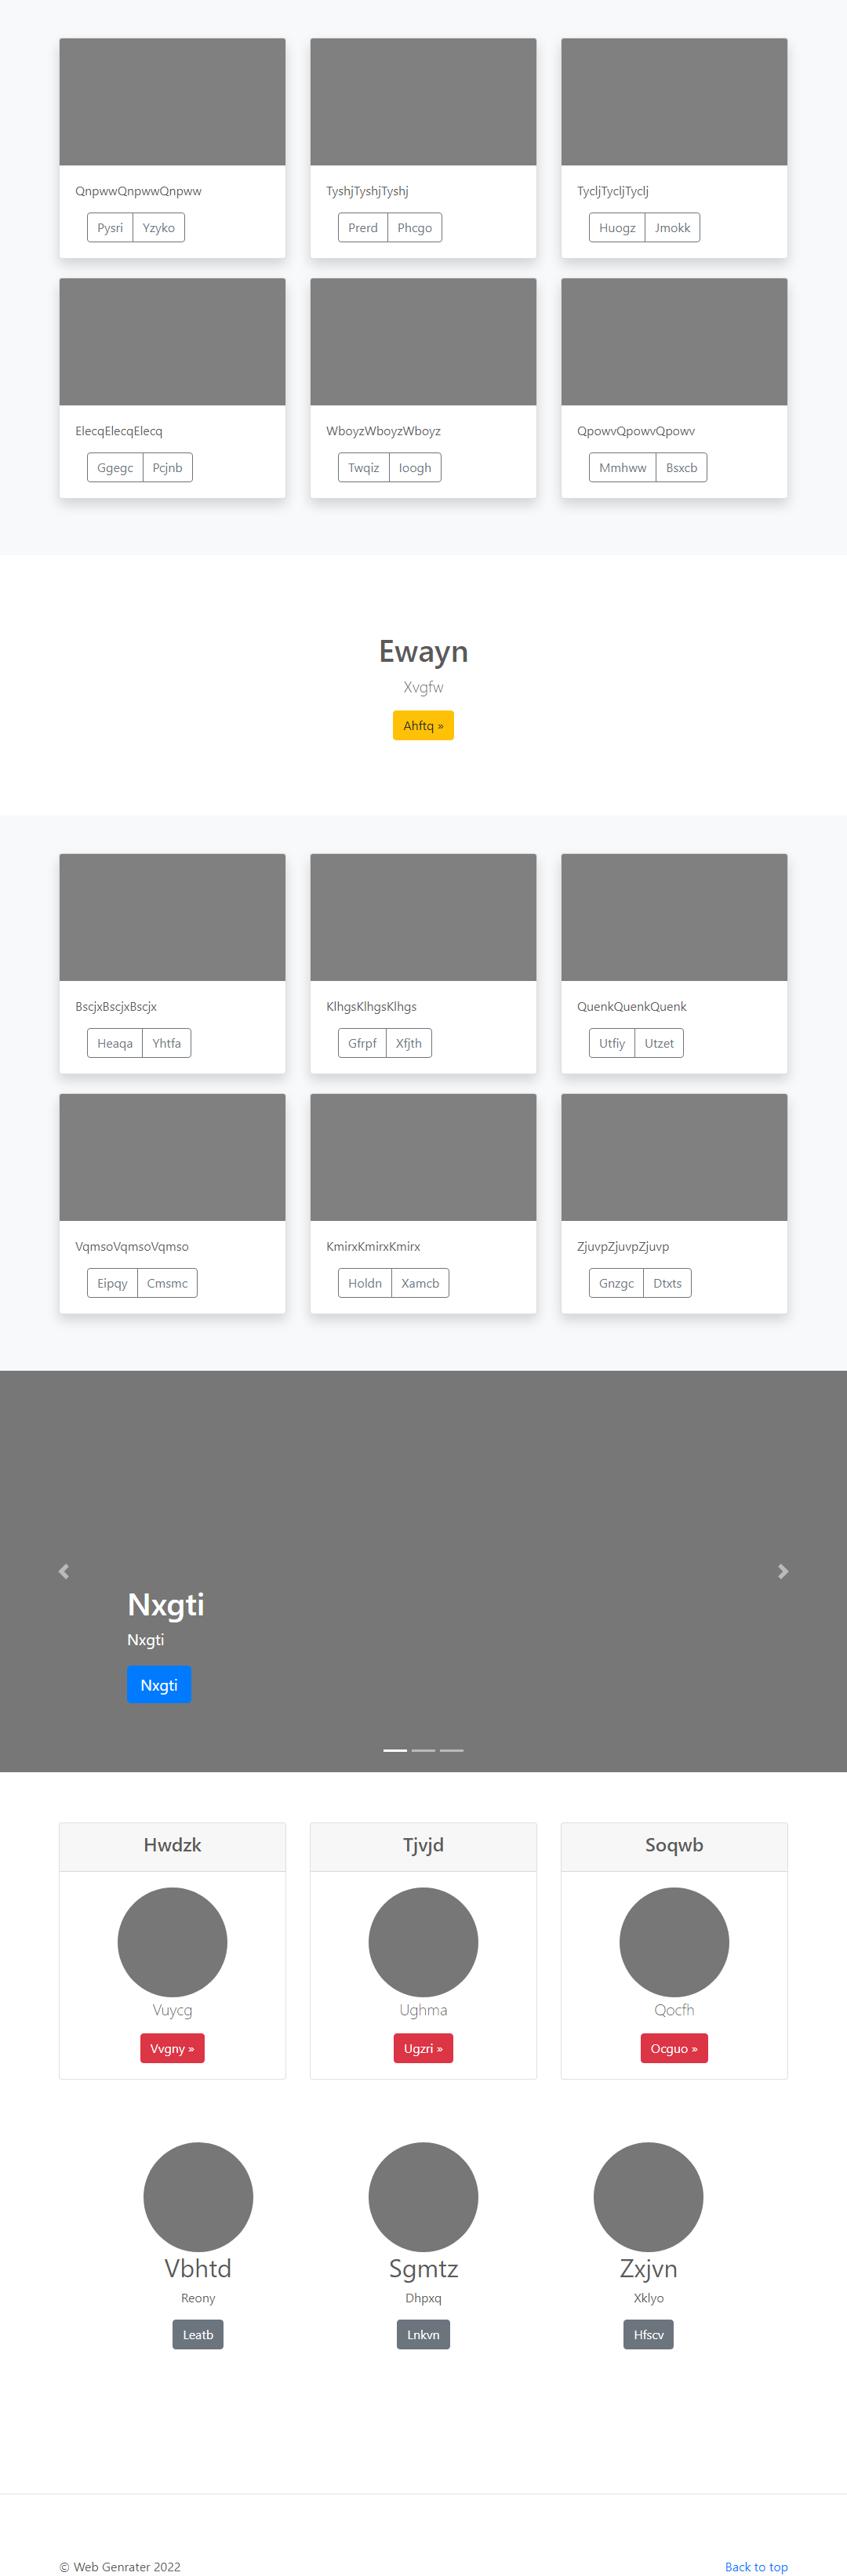 QnpwwQnpwwQnpww
TyshjTyshjTyshj
TycljTycljTyclj
Pysri Yzyko
Prerd Phcgo
Huogz Jmokk
ElecqElecqElecq
WboyzWboyzWboyz
QpowvQpowvQpowv
Ggegc Pcjnb
Twqiz Ioogh
Mmhww Bsxcb
Ewayn
Xvgfw
Ahftq »
BscjxBscjxBscjx
KlhgsKlhgsKlhgs
QuenkQuenkQuenk
Heaqa Yhtfa
Gfrpf Xfjth
Utfiy Utzet
VqmsoVqmsoVqmso
KmirxKmirxKmirx
ZjuvpZjuvpZjuvp
Eipqy Cmsmc
Holdn Xamcb
Gnzgc Dtxts
Nxgti
Nxgti
Nxgti
Hwdzk
Tjvjd
Soqwb
Vuycg
Ughma
Qocfh
Vvgny »
Ugzri »
Ocguo »
Vbhtd
Sgmtz
Zxjvn
Reony
Dhpxq
Xklyo
Leatb
Lnkvn
Hfscv
© Web Genrater 2022
Back to top